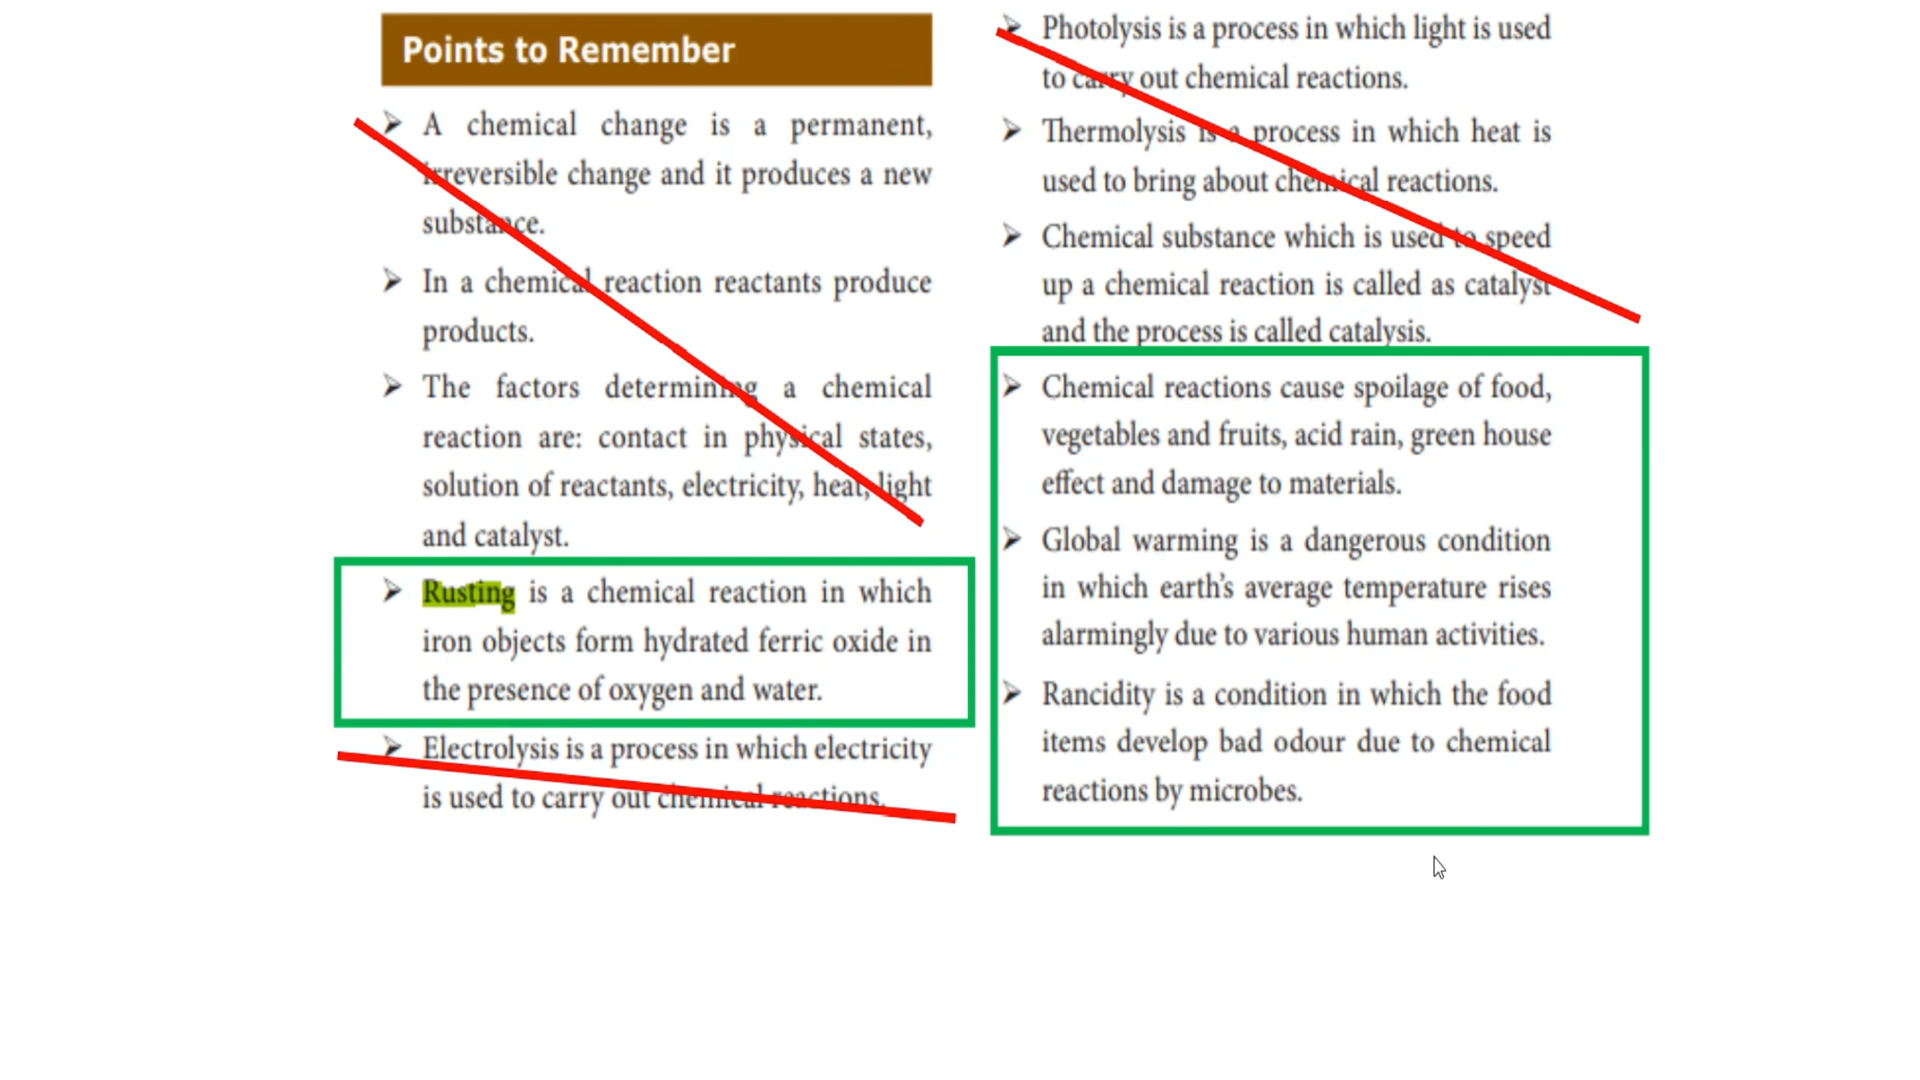 Points to Remember
➢ A chemical change is a permanent,
irreversible change and it produces a new
substance.
➢ In a chemical reaction reactants produce
products.
➢ The factors determining a chemical
reaction are: contact in physical states,
solution of reactants, electricity, heat, light
and catalyst.
➢ Rusting is a chemical reaction in which
iron objects form hydrated ferric oxide in
the presence of oxygen and water.
➢ Electrolysis is a process in which electricity
is used to carry out chemical reactions.
➢ Photolysis is a process in which light is used
to carry out chemical reactions.
➢ Thermolysis is a process in which heat is
used to bring about chemical reactions.
➢ Chemical substance which is used to speed
up a chemical reaction is called as catalyst
and the process is called catalysis.
➢ Chemical reactions cause spoilage of food,
vegetables and fruits, acid rain, green house
effect and damage to materials.
➢ Global warming is a dangerous condition
in which earth's average temperature rises
alarmingly due to various human activities.
➢ Rancidity is a condition in which the food
items develop bad odour due to chemical
reactions by microbes.